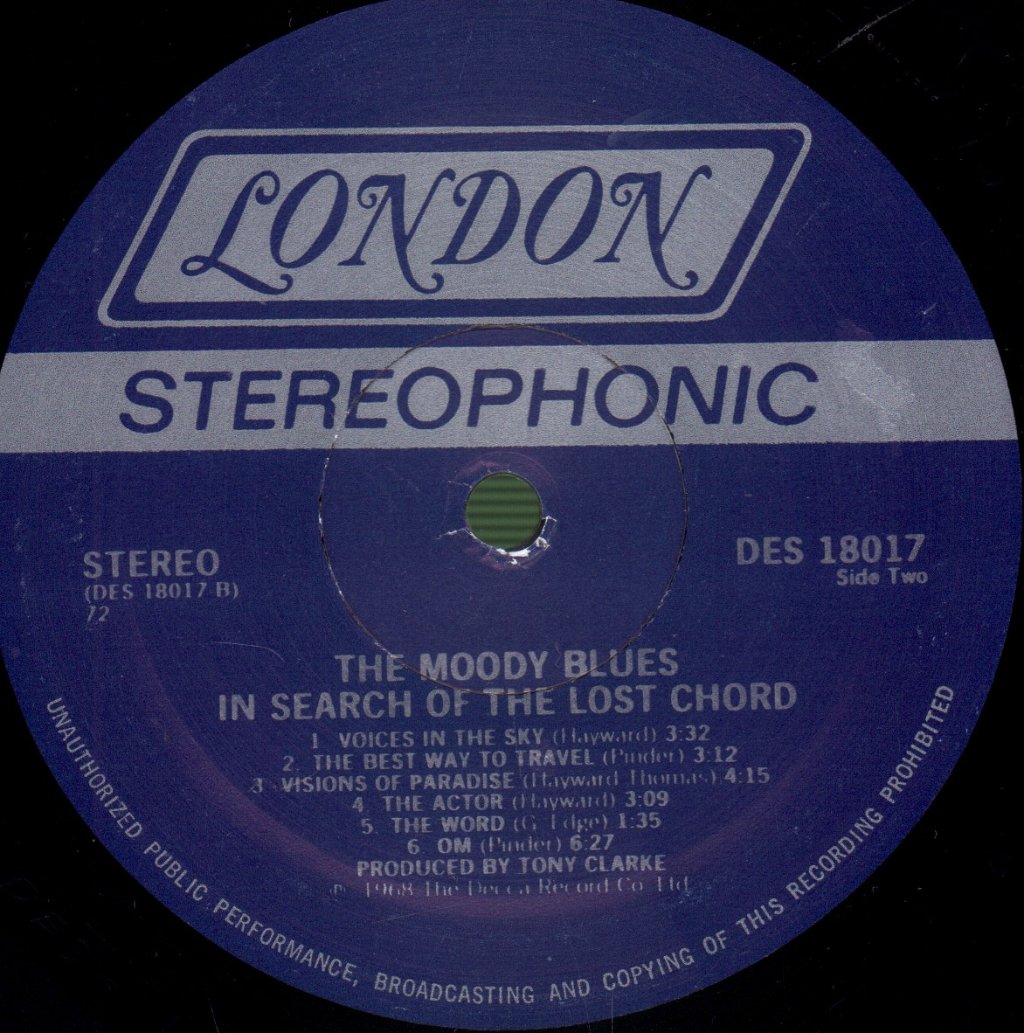 LONDON
STEREOPHONIC
STEREO
(DES 18017 B)
72
DES 18017
Side Two
THE MOODY BLUES
IN SEARCH OF THE LOST CHORD
1. VOICES IN THE SKY (Hayward) 3:32
2. THE BEST WAY TO TRAVEL (Pinder) 3:12
3. VISIONS OF PARADISE (Hayward-Thomas) 4:15
4. THE ACTOR (Hayward) 3:09
5. THE WORD (G. Edge) 1:35
6. OM (Pinder) 6:27
PRODUCED BY TONY CLARKE
℗ 1968 The Decca Record Co. Ltd.
UNAUTHORIZED PUBLIC PERFORMANCE, BROADCASTING AND COPYING OF THIS RECORDING PROHIBITED